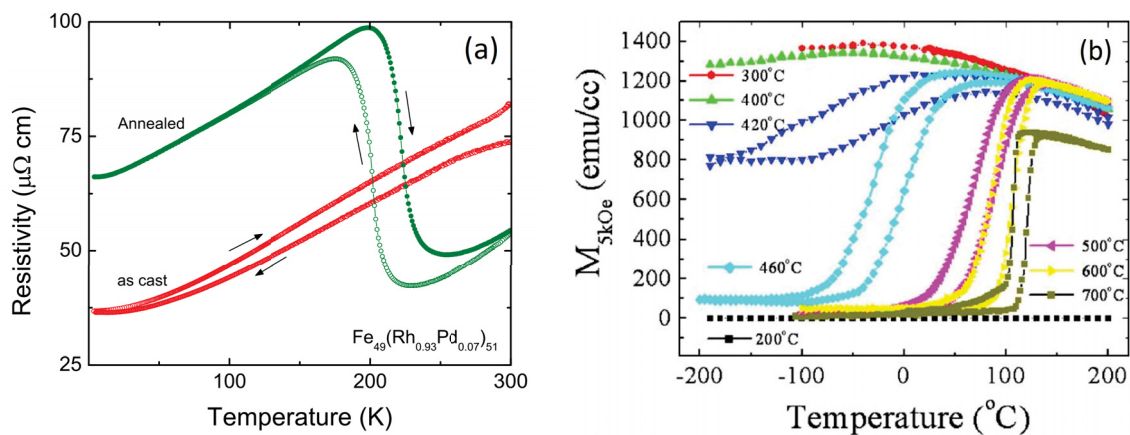 (a)
100
75
50
25
Resistivity (μΩ cm)
Annealed
as cast
Fe49(Rh0.93Pd0.07)51
100
200
300
Temperature (K)
(b)
1400
1200
1000
800
600
400
200
0
M5kOe (emu/cc)
300°C
400°C
420°C
460°C
500°C
600°C
700°C
200°C
-200
-100
0
100
200
Temperature (°C)